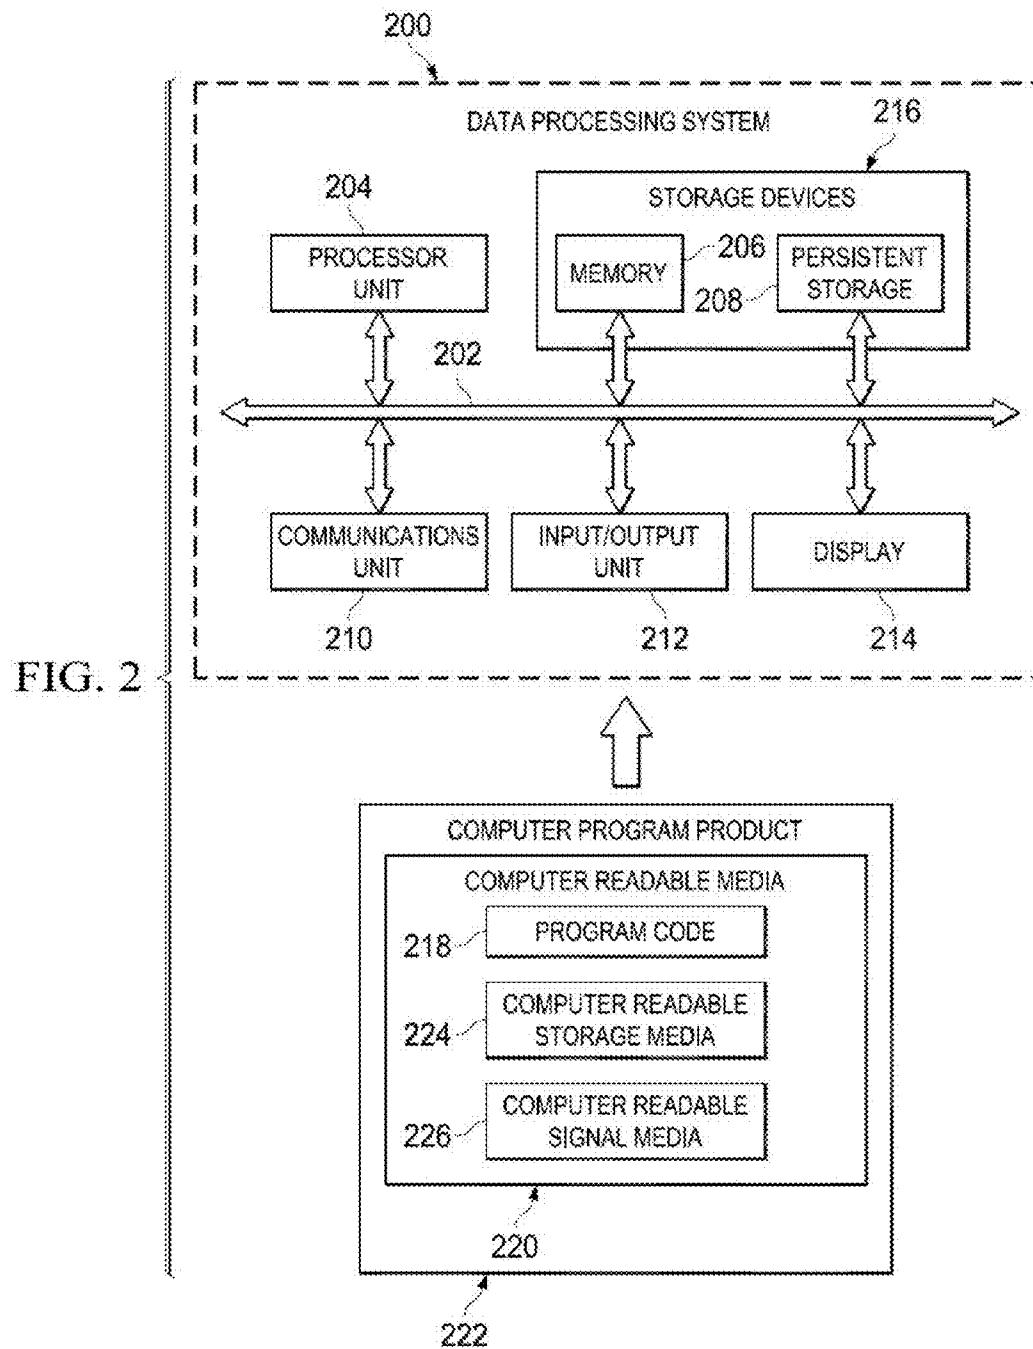 200
DATA PROCESSING SYSTEM
216
204
STORAGE DEVICES
PROCESSOR
UNIT
MEMORY
206
208
PERSISTENT
STORAGE
202
COMMUNICATIONS
UNIT
INPUT/OUTPUT
UNIT
DISPLAY
210
212
214
FIG. 2
COMPUTER PROGRAM PRODUCT
COMPUTER READABLE MEDIA
218
PROGRAM CODE
224
COMPUTER READABLE
STORAGE MEDIA
226
COMPUTER READABLE
SIGNAL MEDIA
220
222